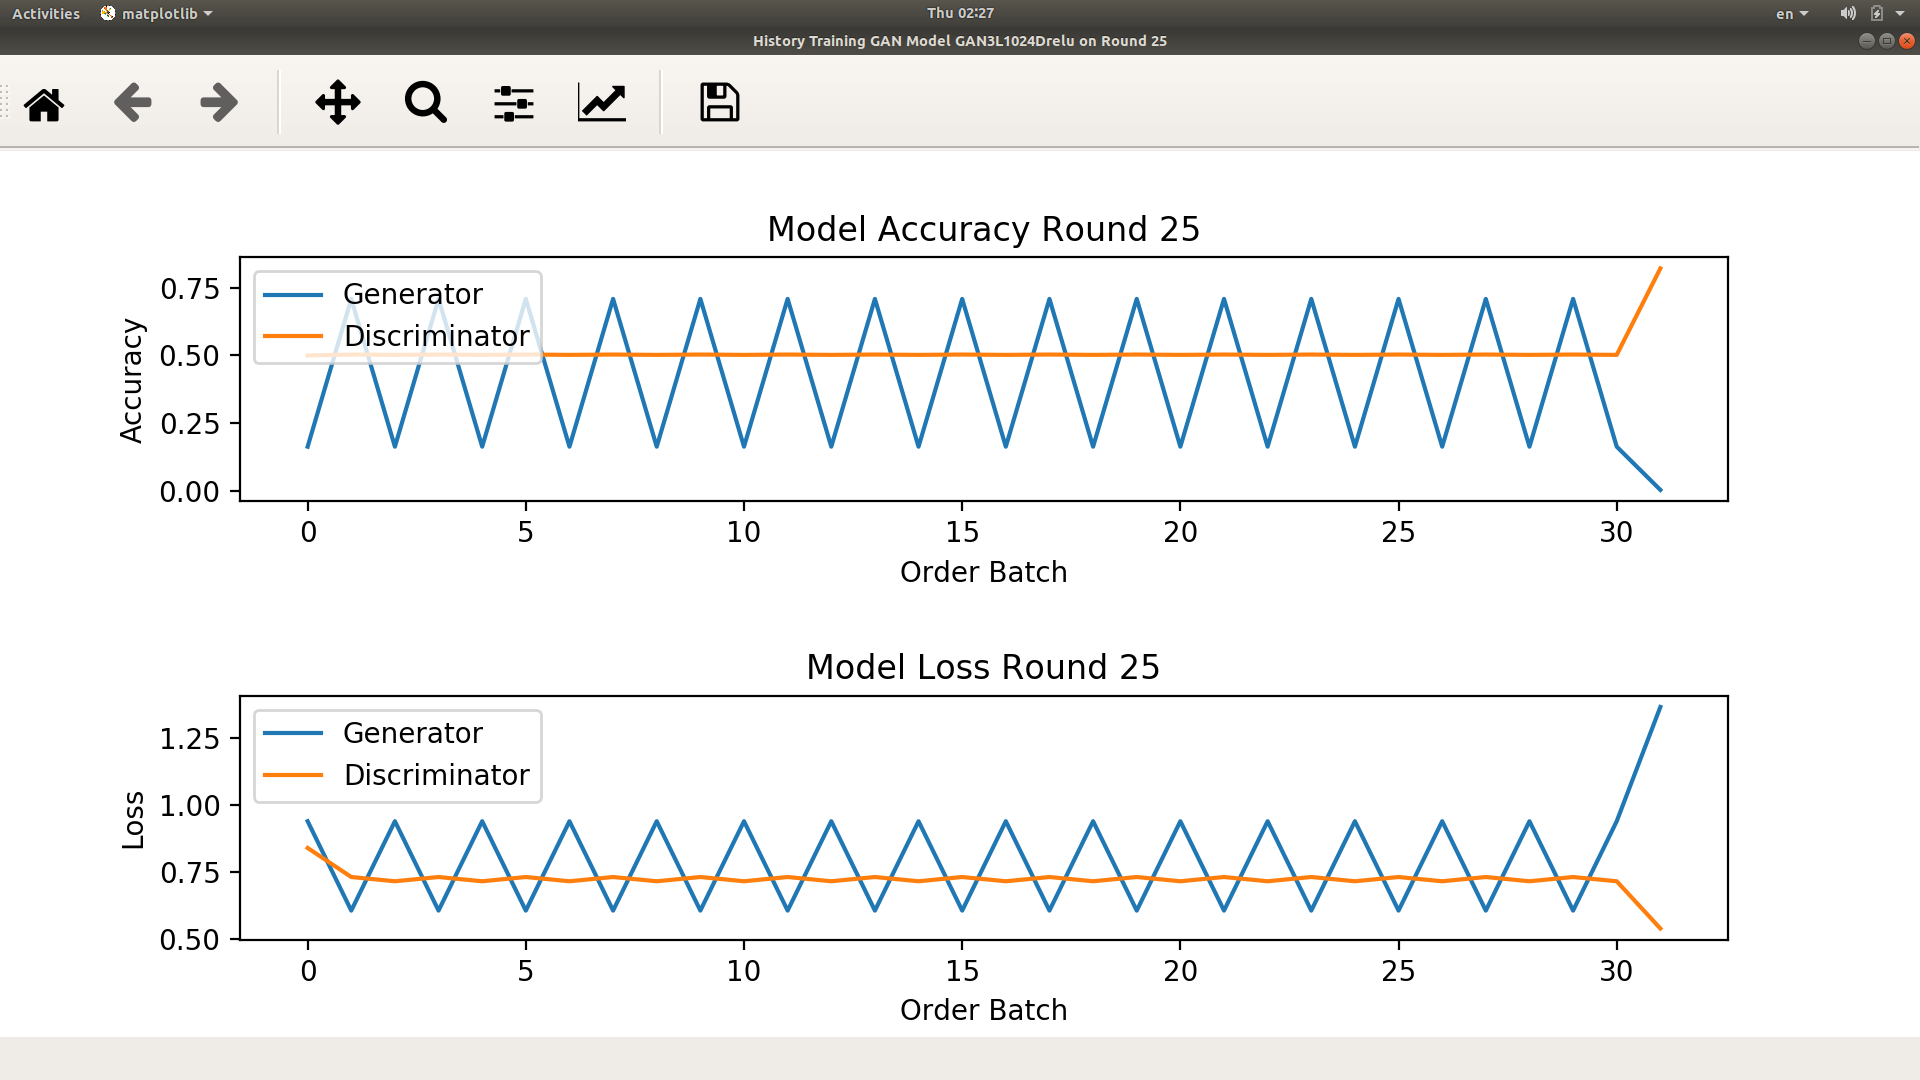 Activities matplotlib Thu 02:27 en
History Training GAN Model GAN3L1024Drelu on Round 25
Model Accuracy Round 25
Generator
Discriminator
Accuracy
0.75
0.50
0.25
0.00
0 5 10 15 20 25 30
Order Batch
Model Loss Round 25
Generator
Discriminator
Loss
1.25
1.00
0.75
0.50
0 5 10 15 20 25 30
Order Batch